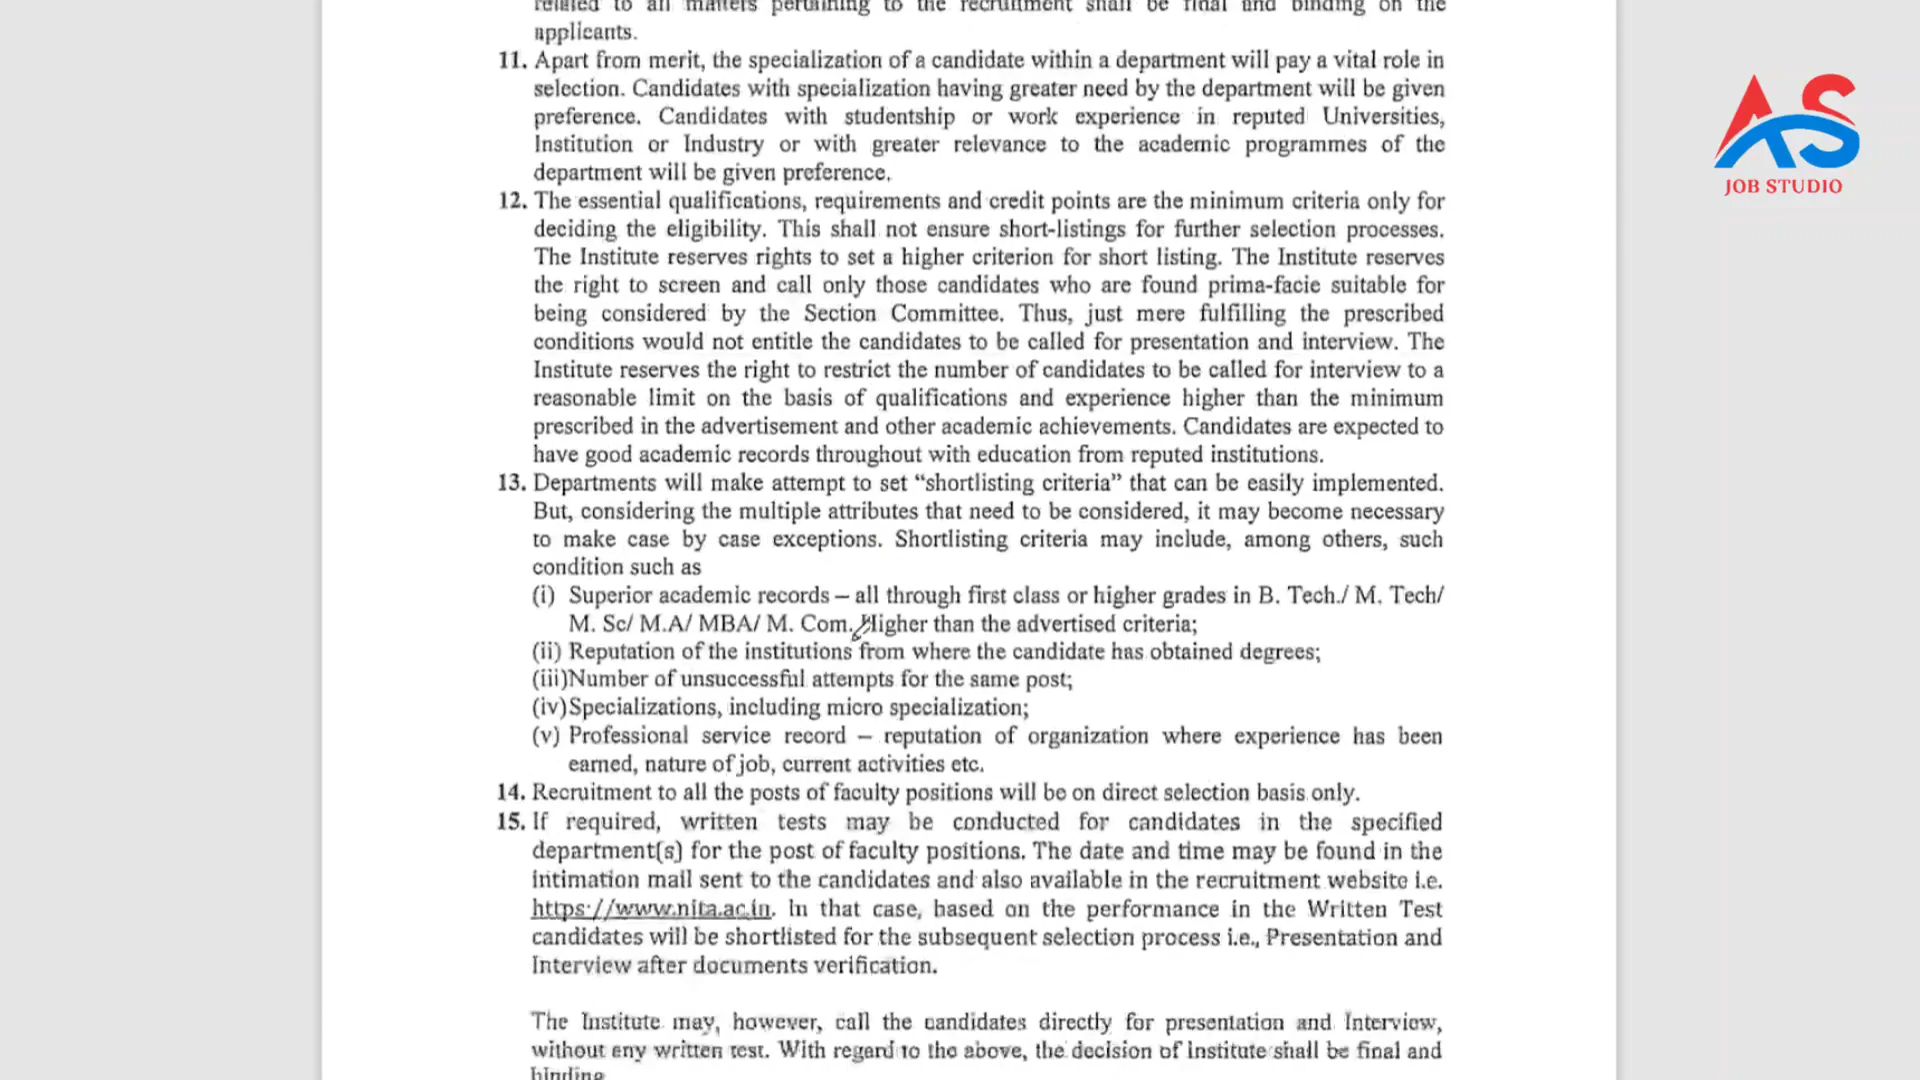 related to all matters pertaining to the recruitment shall be final and binding on the
applicants.
11. Apart from merit, the specialization of a candidate within a department will pay a vital role in
selection. Candidates with specialization having greater need by the department will be given
preference. Candidates with studentship or work experience in reputed Universities,
Institution or Industry or with greater relevance to the academic programmes of the
department will be given preference.
12. The essential qualifications, requirements and credit points are the minimum criteria only for
deciding the eligibility. This shall not ensure short-listings for further selection processes.
The Institute reserves rights to set a higher criterion for short listing. The Institute reserves
the right to screen and call only those candidates who are found prima-facie suitable for
being considered by the Section Committee. Thus, just mere fulfilling the prescribed
conditions would not entitle the candidates to be called for presentation and interview. The
Institute reserves the right to restrict the number of candidates to be called for interview to a
reasonable limit on the basis of qualifications and experience higher than the minimum
prescribed in the advertisement and other academic achievements. Candidates are expected to
have good academic records throughout with education from reputed institutions.
13. Departments will make attempt to set “shortlisting criteria” that can be easily implemented.
But, considering the multiple attributes that need to be considered, it may become necessary
to make case by case exceptions. Shortlisting criteria may include, among others, such
condition such as
(i) Superior academic records – all through first class or higher grades in B. Tech./ M. Tech/
M. Sc/ M.A/ MBA/ M. Com. Higher than the advertised criteria;
(ii) Reputation of the institutions from where the candidate has obtained degrees;
(iii)Number of unsuccessful attempts for the same post;
(iv)Specializations, including micro specialization;
(v) Professional service record – reputation of organization where experience has been
earned, nature of job, current activities etc.
14. Recruitment to all the posts of faculty positions will be on direct selection basis only.
15. If required, written tests may be conducted for candidates in the specified
department(s) for the post of faculty positions. The date and time may be found in the
intimation mail sent to the candidates and also available in the recruitment website i.e.
https://www.nita.ac.in. In that case, based on the performance in the Written Test
candidates will be shortlisted for the subsequent selection process i.e., Presentation and
Interview after documents verification.
The Institute may, however, call the candidates directly for presentation and Interview,
without any written test. With regard to the above, the decision of Institute shall be final and
binding
AS
JOB STUDIO